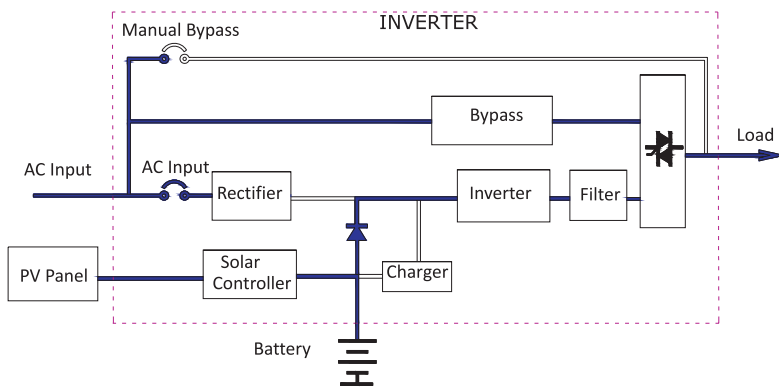 INVERTER
Manual Bypass
Bypass
Load
AC Input
AC Input
Rectifier
Inverter
Filter
PV Panel
Solar
Controller
Charger
Battery